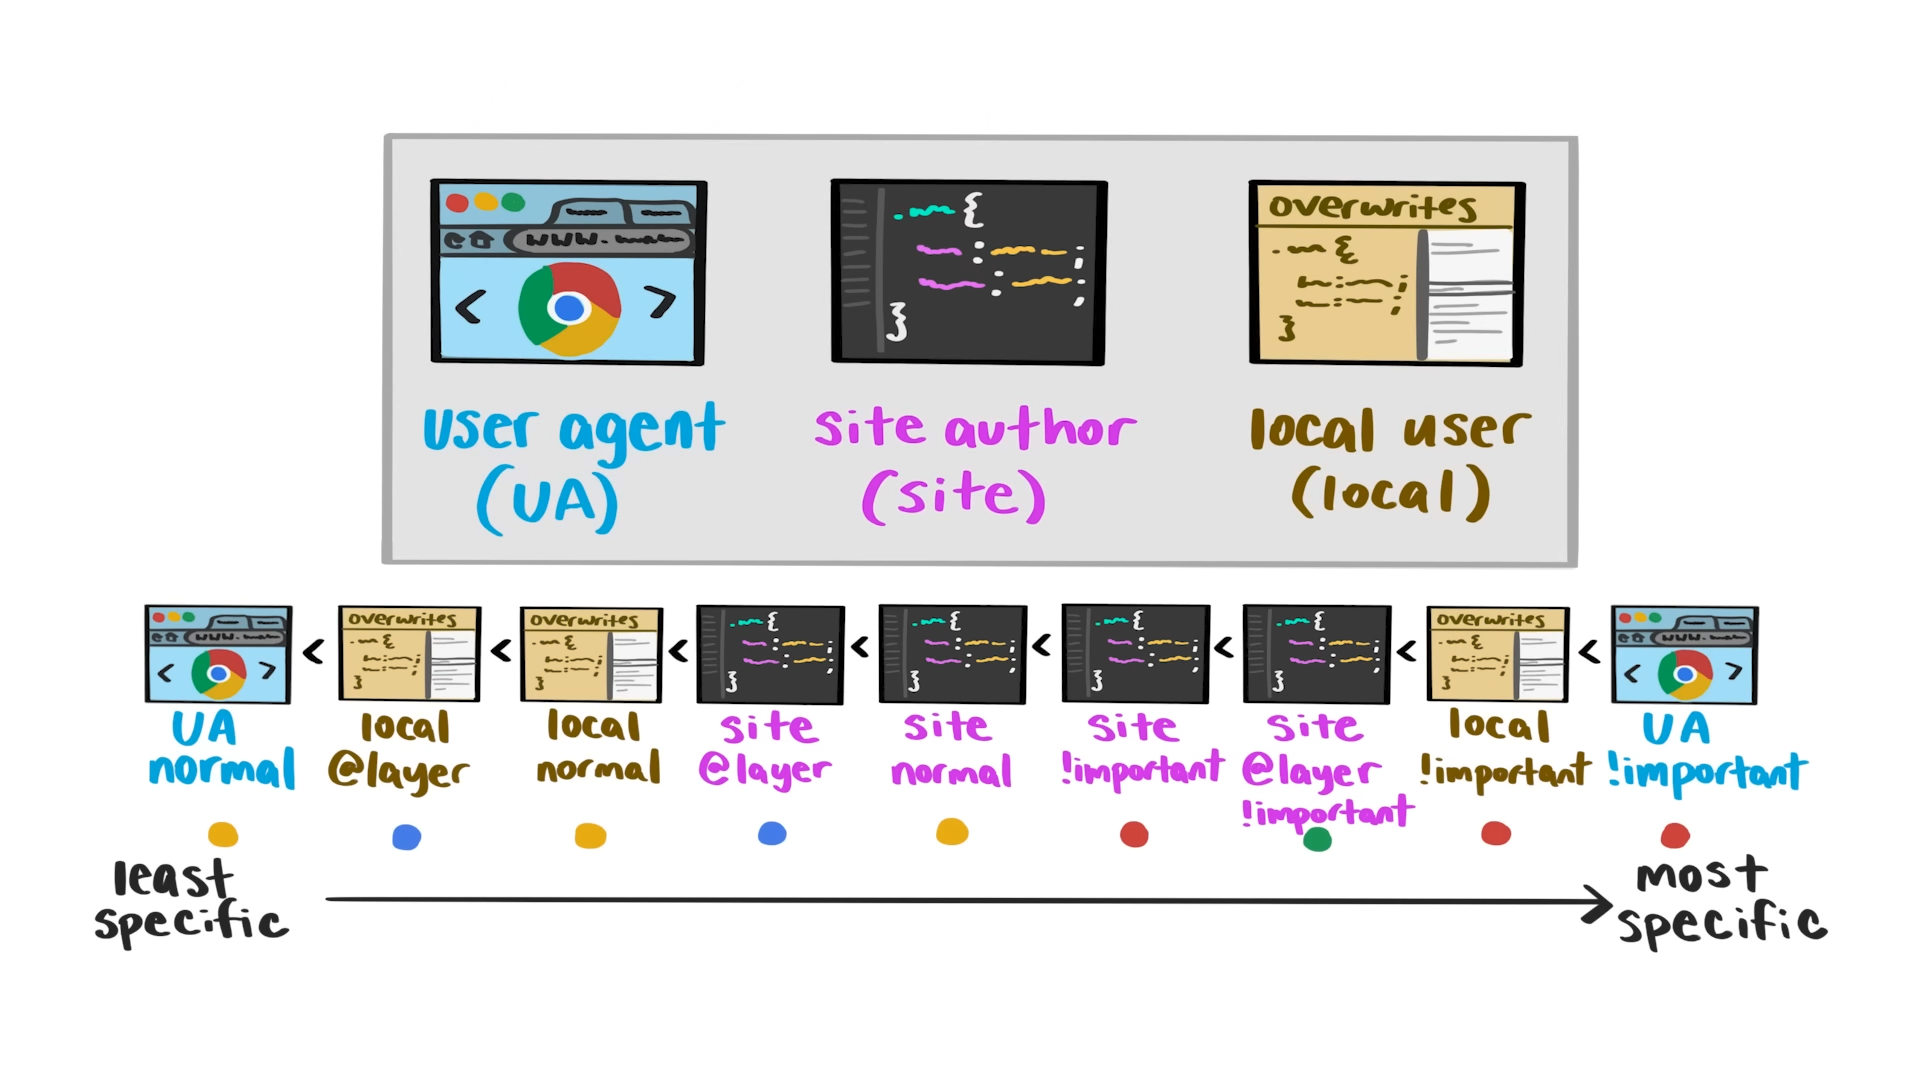 www.
overwrites
user agent
(UA)
site author
(site)
local user
(local)
www.
overwrites
overwrites
overwrites
www.
UA
normal
local
@layer
local
normal
site
@layer
site
normal
site
!important
site
@layer
!important
local
!important
UA
!important
least
specific
most
specific